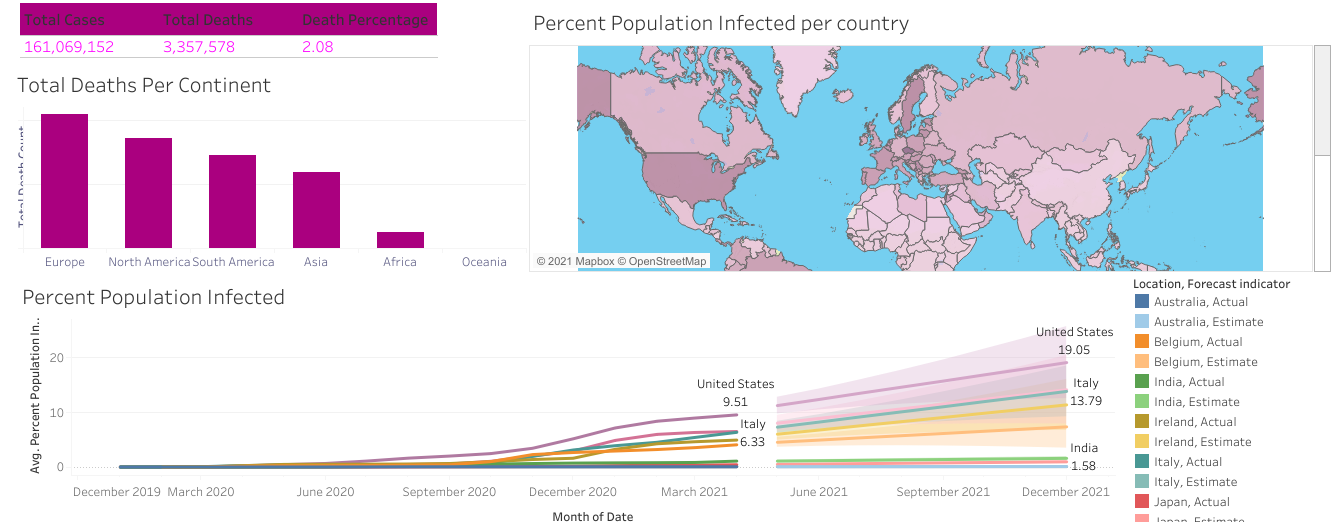 Total Cases Total Deaths Death Percentage
161,069,152 3,357,578 2.08
Total Deaths Per Continent
Total Death Count
Europe North America South America Asia Africa Oceania
Percent Population Infected per country
© 2021 Mapbox © OpenStreetMap
Percent Population Infected
Avg. Percent Population In..
20
10
0
United States
9.51
Italy
6.33
United States
19.05
Italy
13.79
India
1.58
December 2019 March 2020 June 2020 September 2020 December 2020 March 2021 June 2021 September 2021 December 2021
Month of Date
Location, Forecast indicator
Australia, Actual
Australia, Estimate
Belgium, Actual
Belgium, Estimate
India, Actual
India, Estimate
Ireland, Actual
Ireland, Estimate
Italy, Actual
Italy, Estimate
Japan, Actual
Japan, Estimate